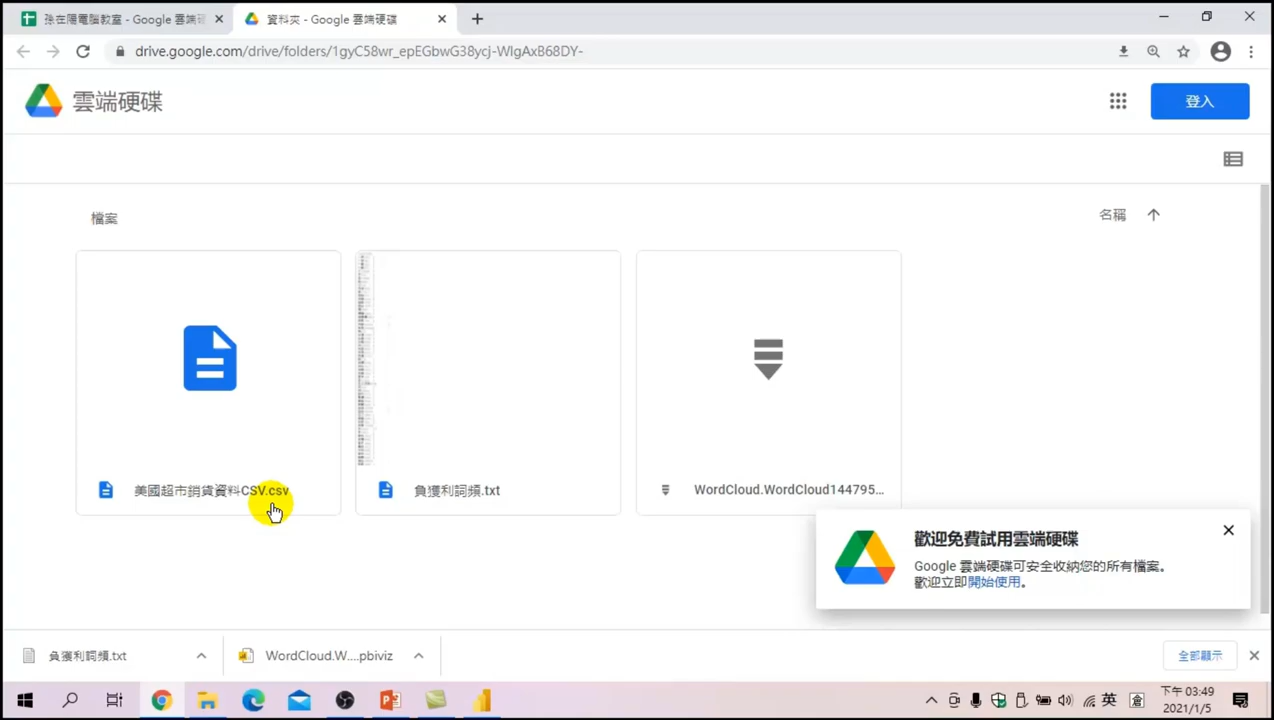 孫在陽電腦教室 - Google 雲端硬
資料夾 - Google 雲端硬碟
drive.google.com/drive/folders/1gyC58wr_epEGbwG38ycj-WIgAxB68DY-
雲端硬碟
登入
檔案
名稱
美國超市銷貨資料CSV.csv
負獲利詞頻.txt
WordCloud.WordCloud144795...
歡迎免費試用雲端硬碟
Google 雲端硬碟可安全收納您的所有檔案。
歡迎立即開始使用。
負獲利詞頻.txt
WordCloud.W....pbiviz
全部顯示
英
倉
下午 03:49
2021/1/5